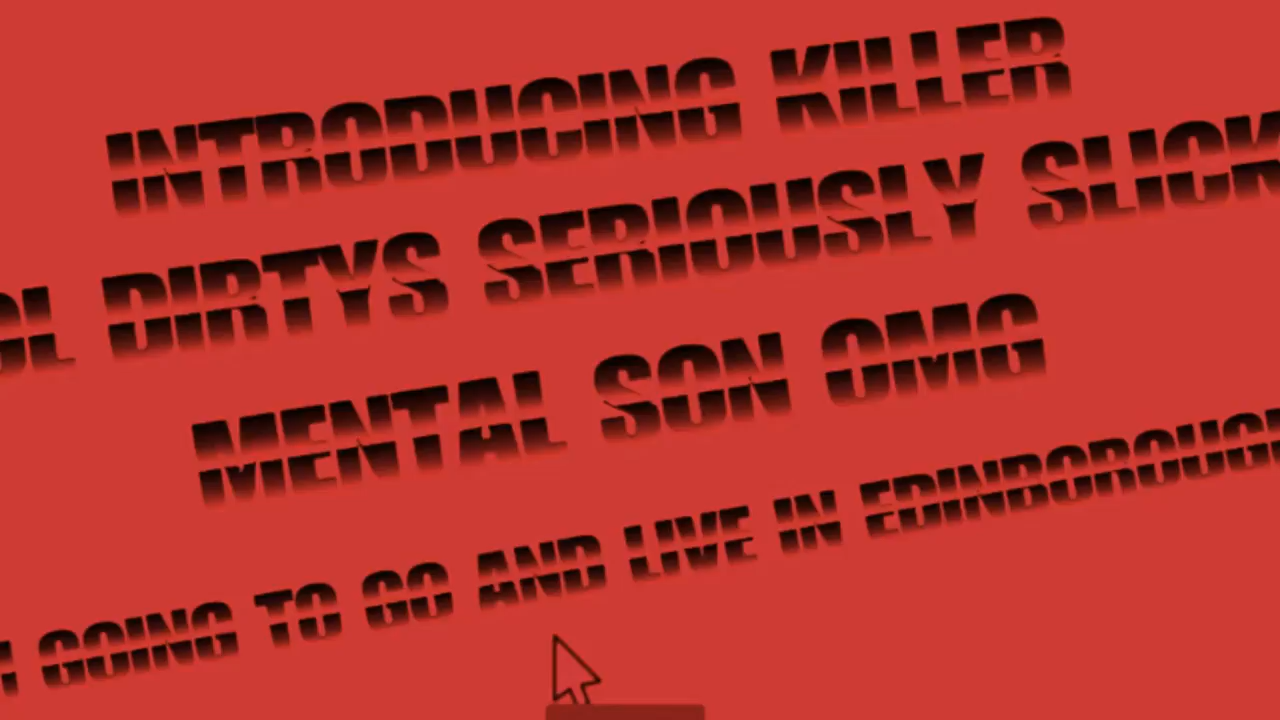 INTRODUCING KILLER
DIRTYS SERIOUSLY SLICK
MENTAL SON OMG
GOING TO GO AND LIVE IN EDINBOROUGH